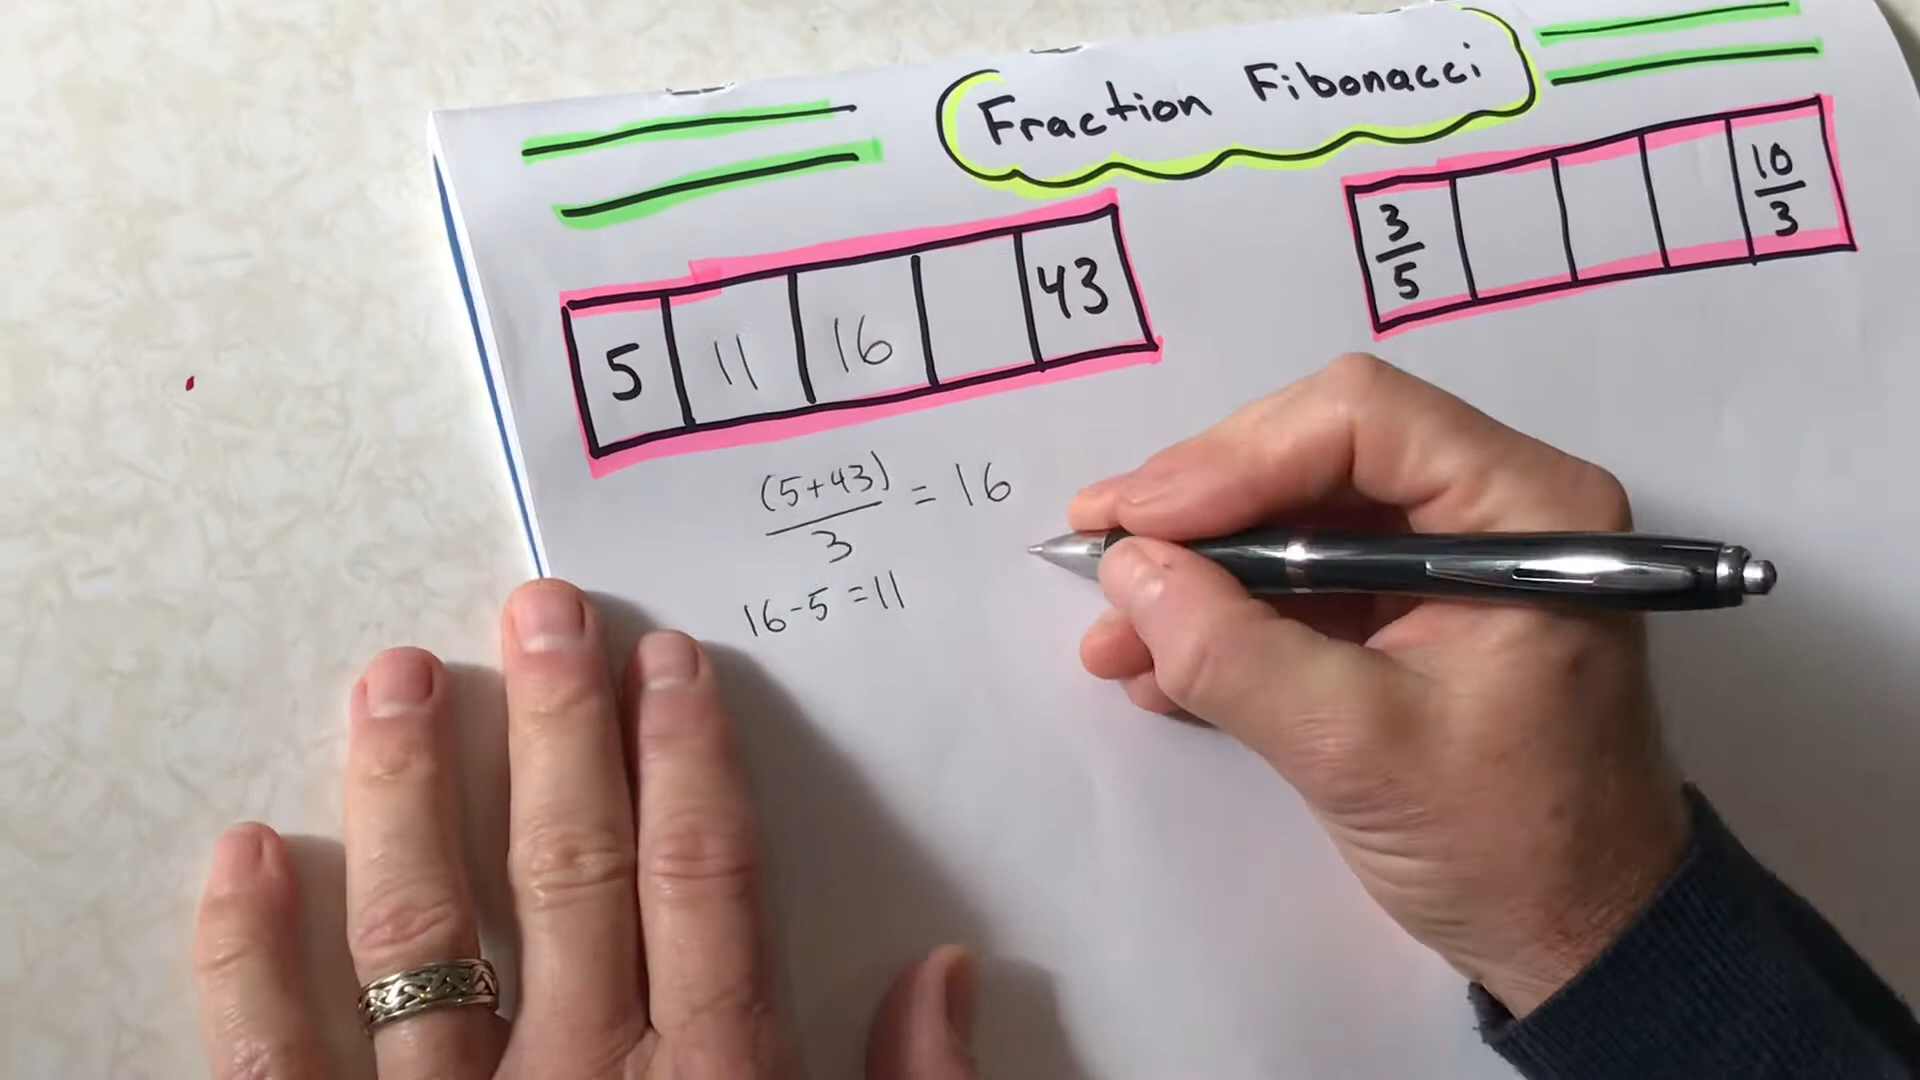 Fraction Fibonacci
5 11 16 43
3/5 10/3
(5+43)/3 = 16
16-5=11